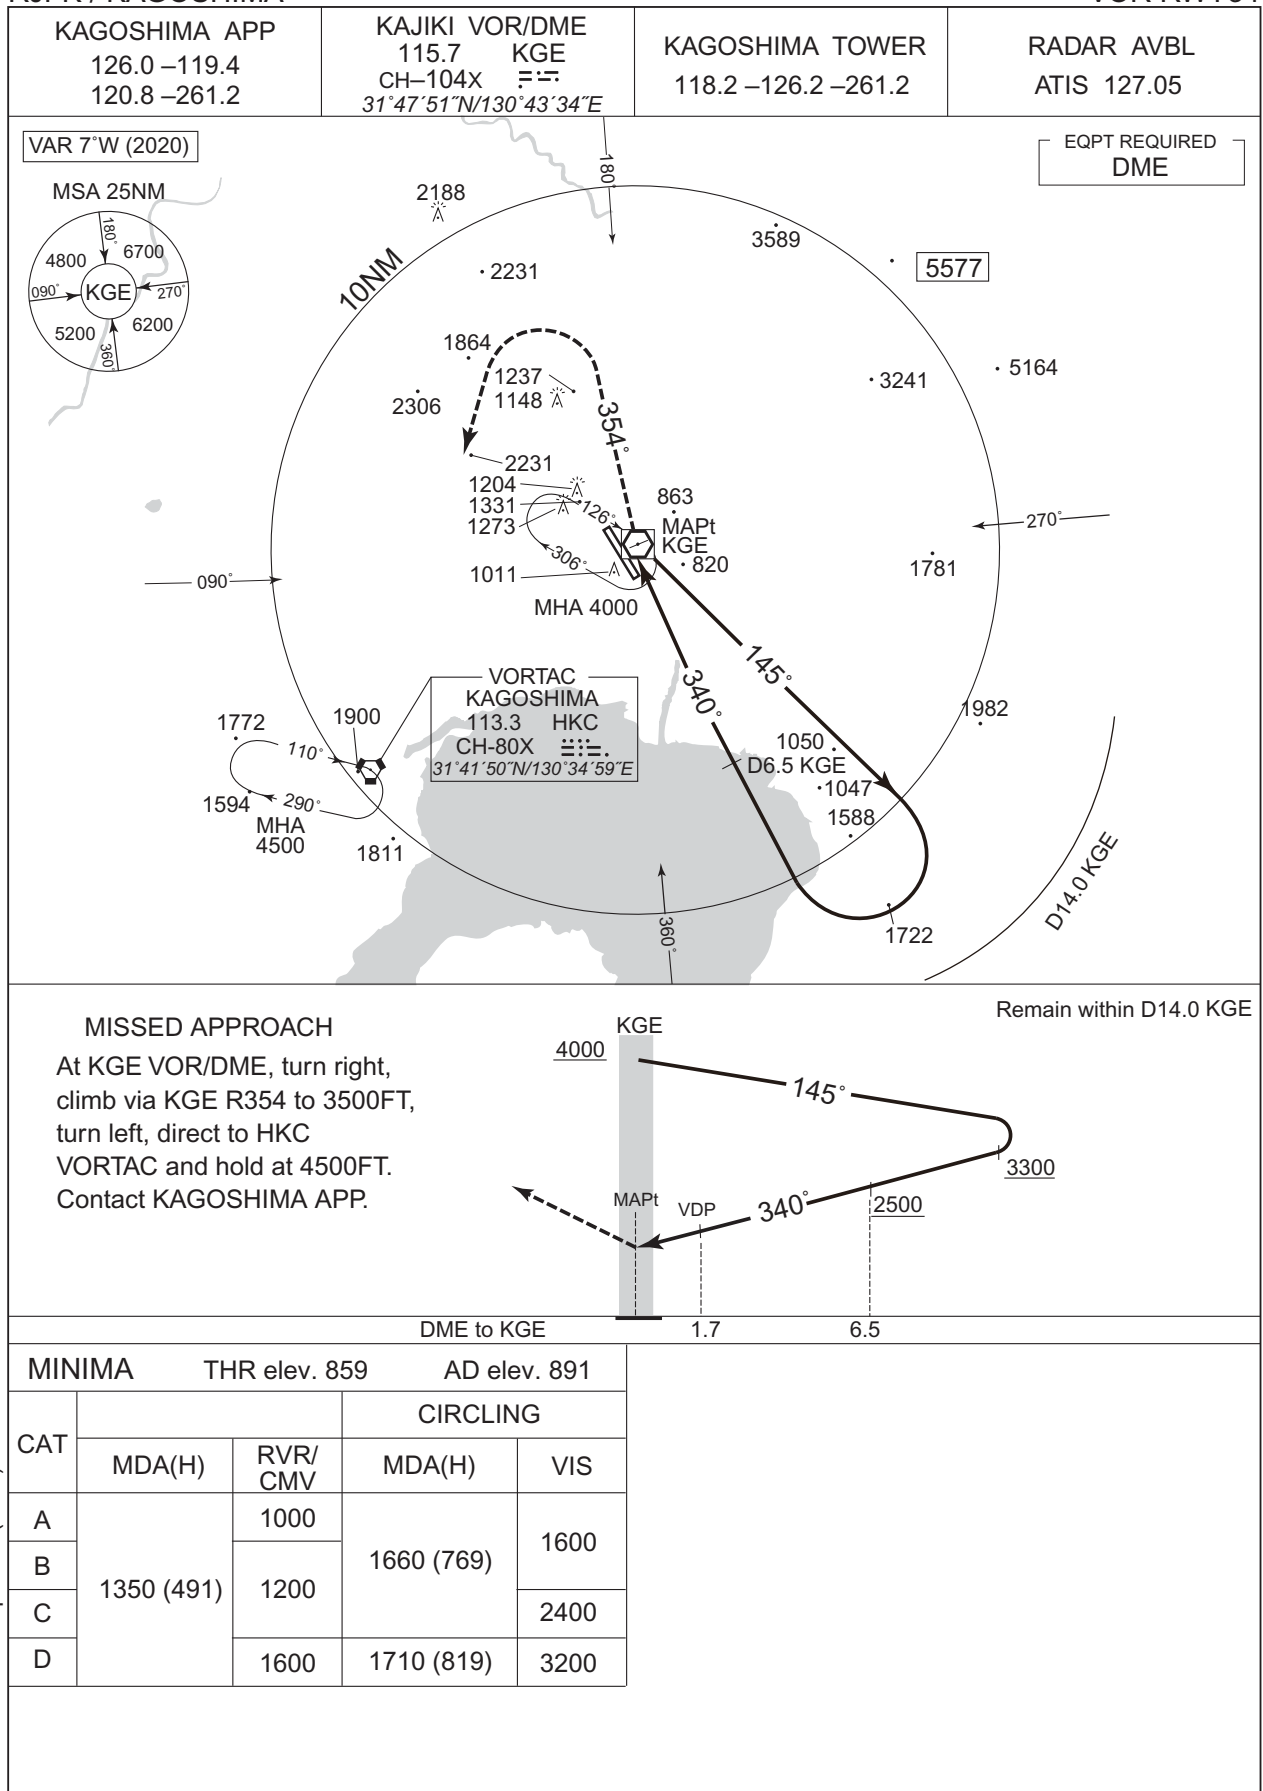 RJFK / KAGOSHIMA
VOR RWY34
KAGOSHIMA APP
126.0 –119.4
120.8 –261.2
KAJIKI VOR/DME
115.7 KGE
CH–104X
31˚47´51˝N/130˚43´34˝E
KAGOSHIMA TOWER
118.2 –126.2 –261.2
RADAR AVBL
ATIS 127.05
VAR 7˚W (2020)
EQPT REQUIRED
DME
MSA 25NM
180˚
4800
6700
090˚
KGE
270˚
5200
6200
360˚
180˚
2188
3589
5577
10NM
2231
1864
1237
1148
3241
5164
2306
354˚
2231
1204
1331
1273
126˚
306˚
863
MAPt
KGE
820
270˚
1781
1011
090˚
MHA 4000
145˚
340˚
VORTAC
KAGOSHIMA
113.3 HKC
CH-80X
31˚41´50˝N/130˚34´59˝E
1772
1900
110˚
1594
290˚
MHA
4500
1811
1982
1050
D6.5 KGE
1047
1588
D14.0 KGE
360˚
1722
MISSED APPROACH
At KGE VOR/DME, turn right,
climb via KGE R354 to 3500FT,
turn left, direct to HKC
VORTAC and hold at 4500FT.
Contact KAGOSHIMA APP.
Remain within D14.0 KGE
KGE
4000
145˚
3300
MAPt
VDP
340˚
2500
DME to KGE 1.7 6.5
MINIMA THR elev. 859 AD elev. 891
CAT
CIRCLING
MDA(H)
RVR/
CMV
MDA(H)
VIS
A
1000
1660 (769)
1600
B
1350 (491)
1200
C
2400
D
1600
1710 (819)
3200